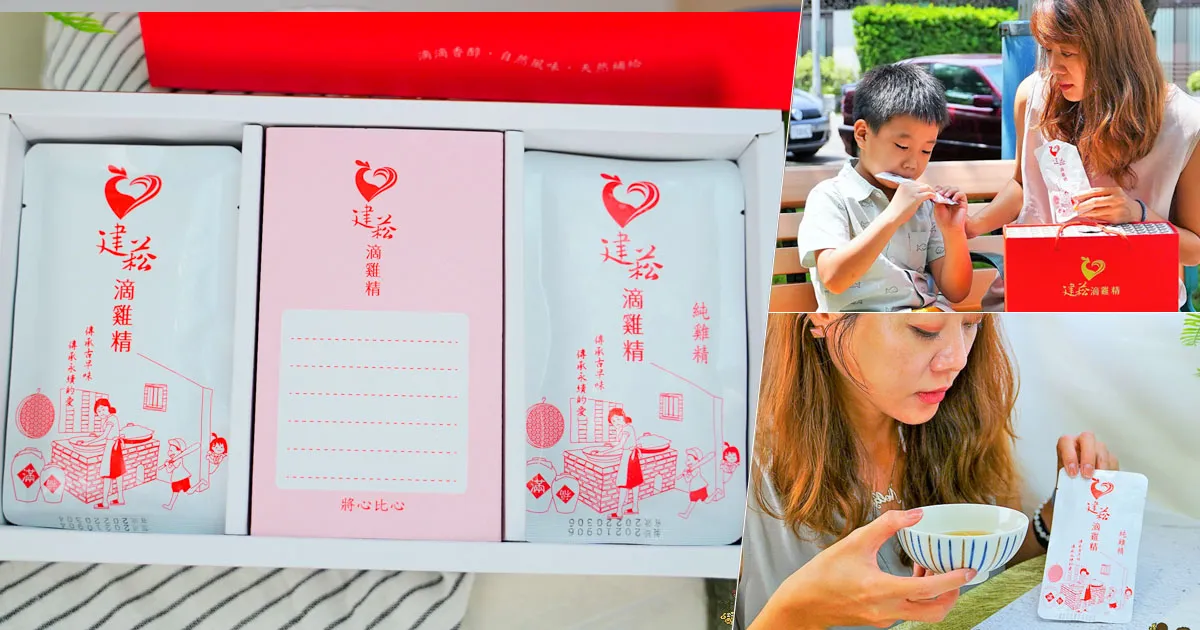 滴滴香醇．自然風味．天然補給
建菘
滴雞精
傳承古早味
傳承永續的愛
滿
建菘
滴雞精
將心比心
建菘
滴雞精
純雞精
傳承古早味
傳承永續的愛
滿
建菘滴雞精
建菘
滴雞精
純雞精